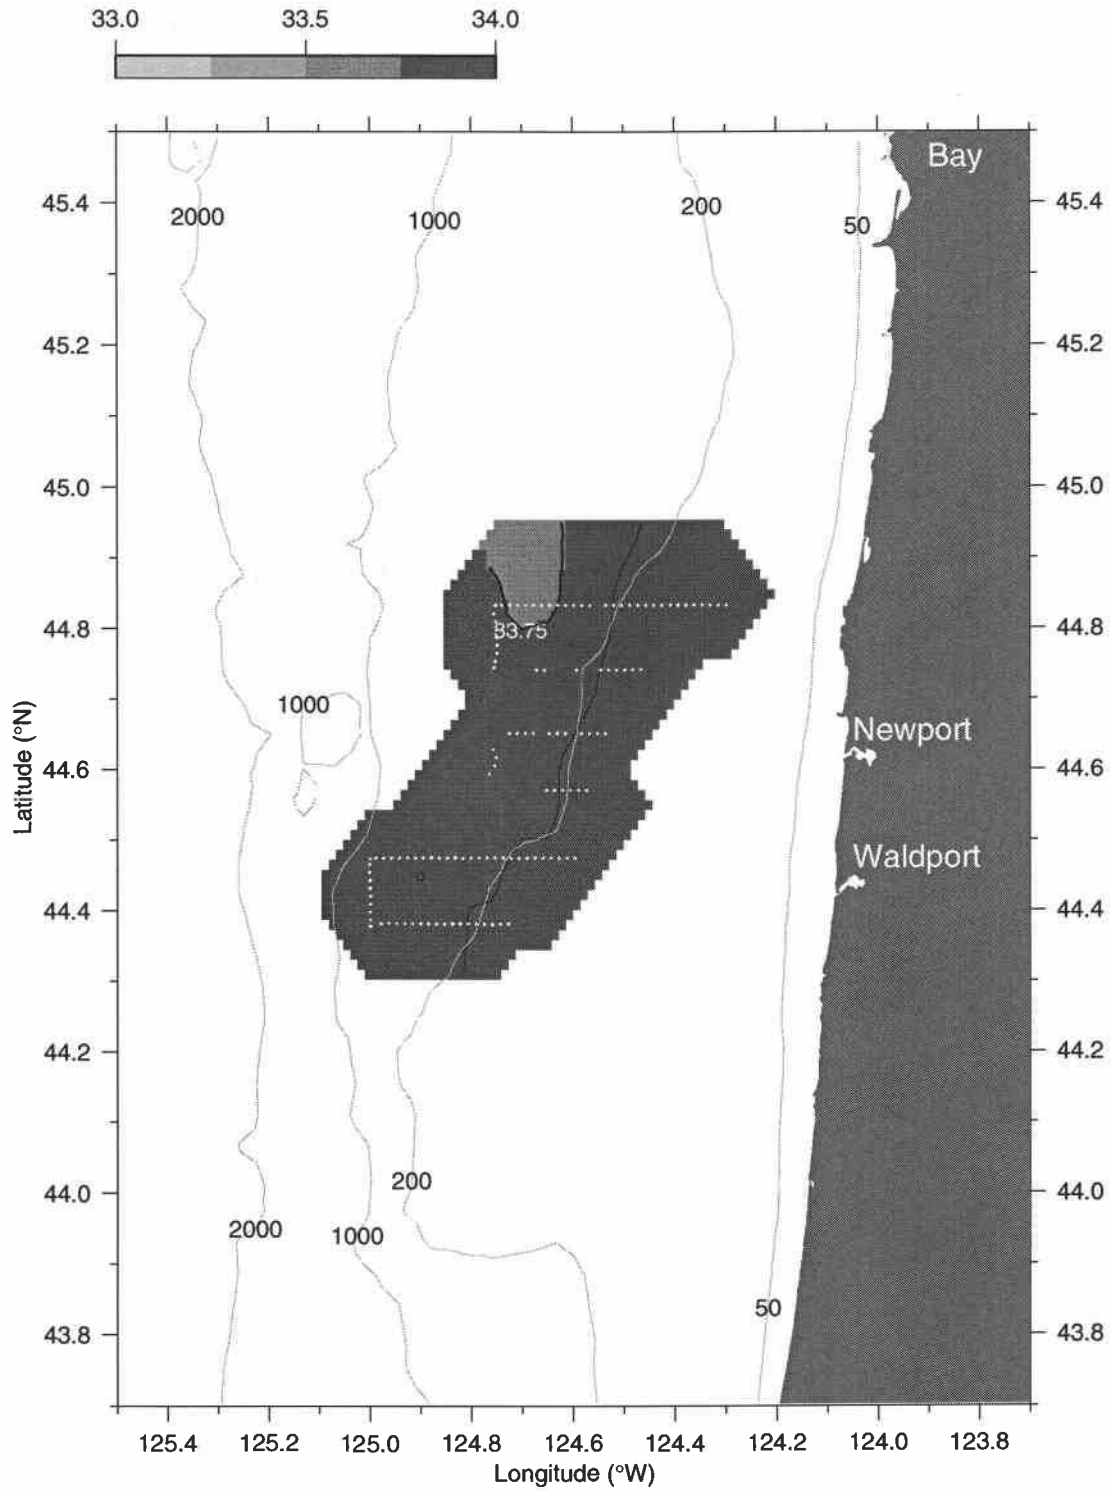 33.0 33.5 34.0
Bay
45.4 2000 1000 200 50 45.4
45.2 45.2
45.0 45.0
44.8 33.75 44.8
1000 Newport
44.6 44.6
Waldport
44.4 44.4
44.2 44.2
200
44.0 44.0
2000 1000
50
43.8 43.8
Latitude (°N)
125.4 125.2 125.0 124.8 124.6 124.4 124.2 124.0 123.8
Longitude (°W)